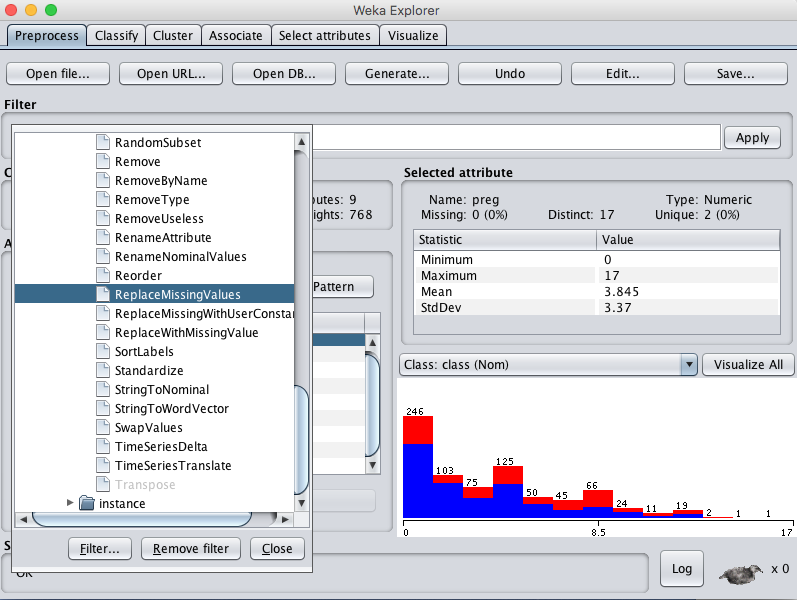 Weka Explorer
Preprocess Classify Cluster Associate Select attributes Visualize
Open file... Open URL... Open DB... Generate... Undo Edit... Save...
Filter
Apply
RandomSubset
Remove
RemoveByName
RemoveType
RemoveUseless
RenameAttribute
RenameNominalValues
Reorder
ReplaceMissingValues
ReplaceMissingWithUserConsta
ReplaceWithMissingValue
SortLabels
Standardize
StringToNominal
StringToWordVector
SwapValues
TimeSeriesDelta
TimeSeriesTranslate
Transpose
instance
Filter... Remove filter Close
butes: 9
ights: 768
Pattern
Selected attribute
Name: preg Type: Numeric
Missing: 0 (0%) Distinct: 17 Unique: 2 (0%)
Statistic Value
Minimum 0
Maximum 17
Mean 3.845
StdDev 3.37
Class: class (Nom) Visualize All
246
103
75
125
50
45
66
24
11
19
2
1
1
0 8.5 17
OK
Log x 0